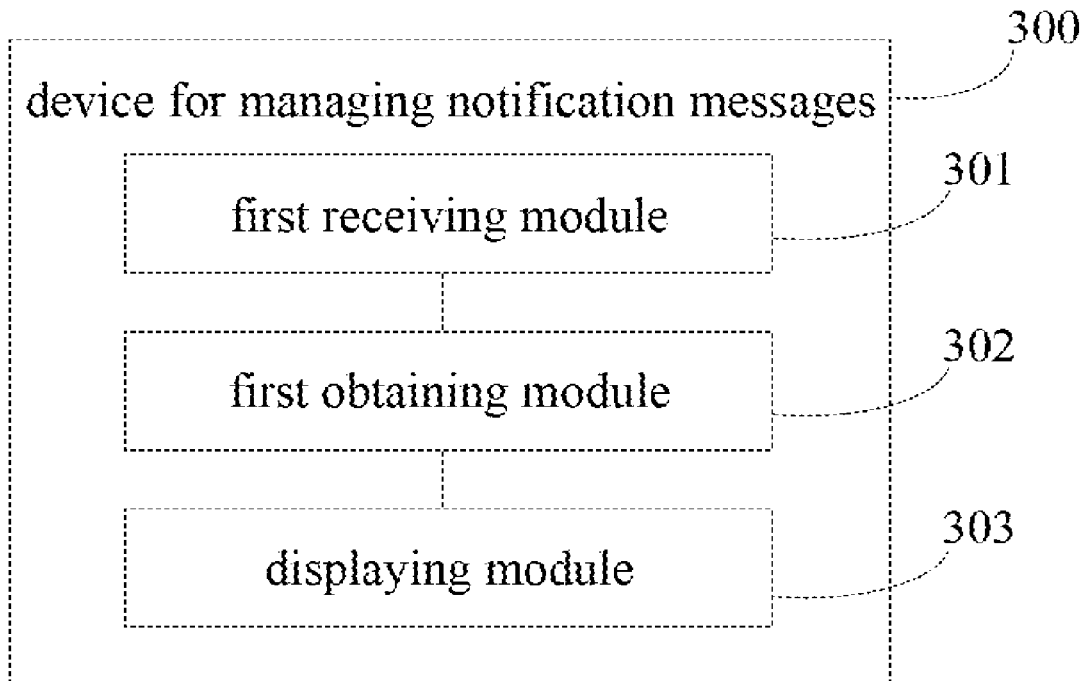 300
device for managing notification messages
301
first receiving module
302
first obtaining module
303
displaying module